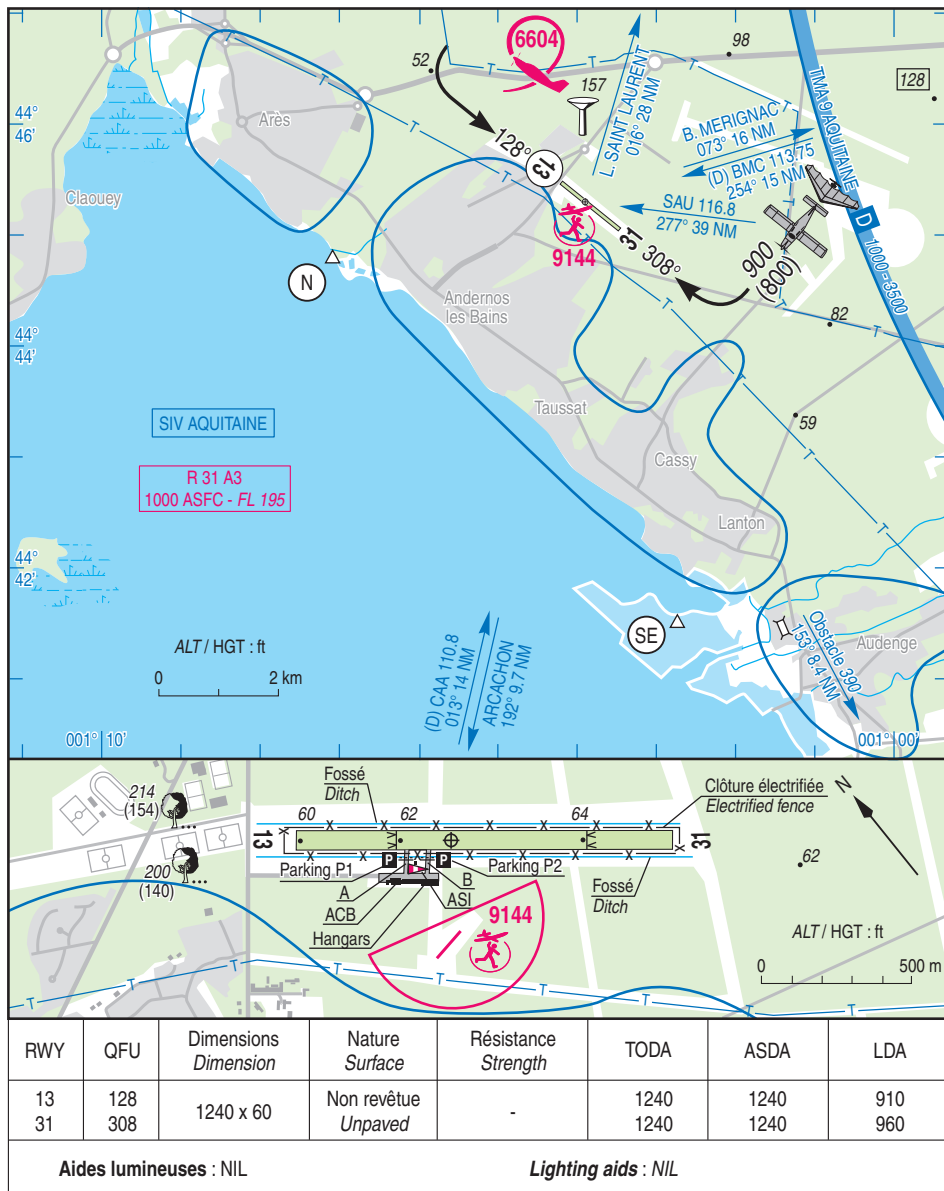 6604
52
98
157
128
L. SAINT LAURENT
016° 28 NM
B. MERIGNAC
073° 16 NM
(D) BMC 113.75
254° 15 NM
TMA 9 AQUITAINE
D
1000 - 3500
44°
46'
Arès
128°
13
SAU 116.8
277° 39 NM
Claouey
9144
31
308°
900
(800)
N
Andernos
les Bains
82
44°
44'
SIV AQUITAINE
Taussat
59
R 31 A3
1000 ASFC - FL 195
Cassy
Lanton
44°
42'
SE
Audenge
Obstacle 390
153° 8.4 NM
ALT / HGT : ft
0 2 km
(D) CAA 110.8
013° 14 NM
ARCACHON
192° 9.7 NM
001° 10'
001° 00'
T T T T T T T T
214
(154)
200
(140)
Fossé
Ditch
Clôture électrifiée
Electrified fence
N
60 62 64
13
31
62
Parking P1
P
P
Parking P2
A
B
ACB
ASI
Hangars
Fossé
Ditch
9144
ALT / HGT : ft
0 500 m
T T T T T T
RWY QFU Dimensions Nature Résistance TODA ASDA LDA
Dimension Surface Strength
13 128 1240 x 60 Non revêtue - 1240 1240 910
31 308 Unpaved 1240 1240 960
Aides lumineuses : NIL Lighting aids : NIL